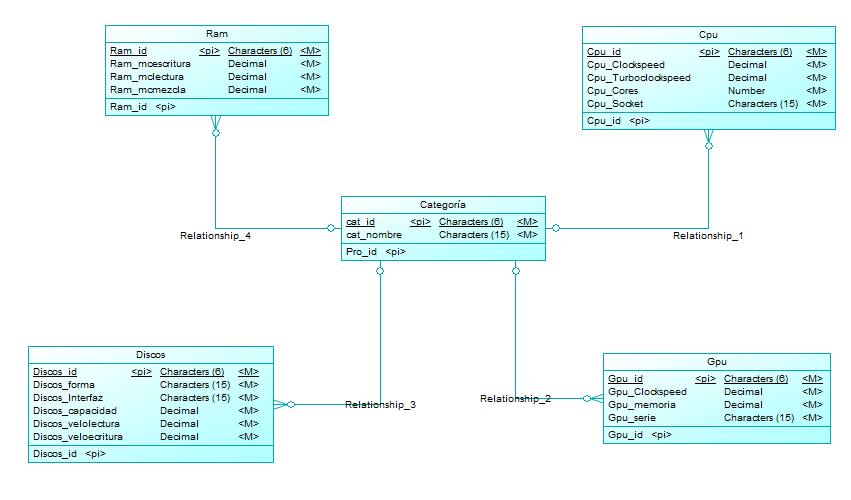 Ram
Ram_id <pi> Characters (6) <M>
Ram_mcescritura Decimal <M>
Ram_mclectura Decimal <M>
Ram_mcmezcla Decimal <M>
Ram_id <pi>
Cpu
Cpu_id <pi> Characters (6) <M>
Cpu_Clockspeed Decimal <M>
Cpu_Turboclockspeed Decimal <M>
Cpu_Cores Number <M>
Cpu_Socket Characters (15) <M>
Cpu_id <pi>
Relationship_4
Relationship_1
Categoría
cat_id <pi> Characters (6) <M>
cat_nombre Characters (15) <M>
Pro_id <pi>
Relationship_3
Relationship_2
Discos
Discos_id <pi> Characters (6) <M>
Discos_forma Characters (15) <M>
Discos_Interfaz Characters (15) <M>
Discos_capacidad Decimal <M>
Discos_velolectura Decimal <M>
Discos_veloecritura Decimal <M>
Discos_id <pi>
Gpu
Gpu_id <pi> Characters (6) <M>
Gpu_Clockspeed Decimal <M>
Gpu_memoria Decimal <M>
Gpu_serie Characters (15) <M>
Gpu_id <pi>